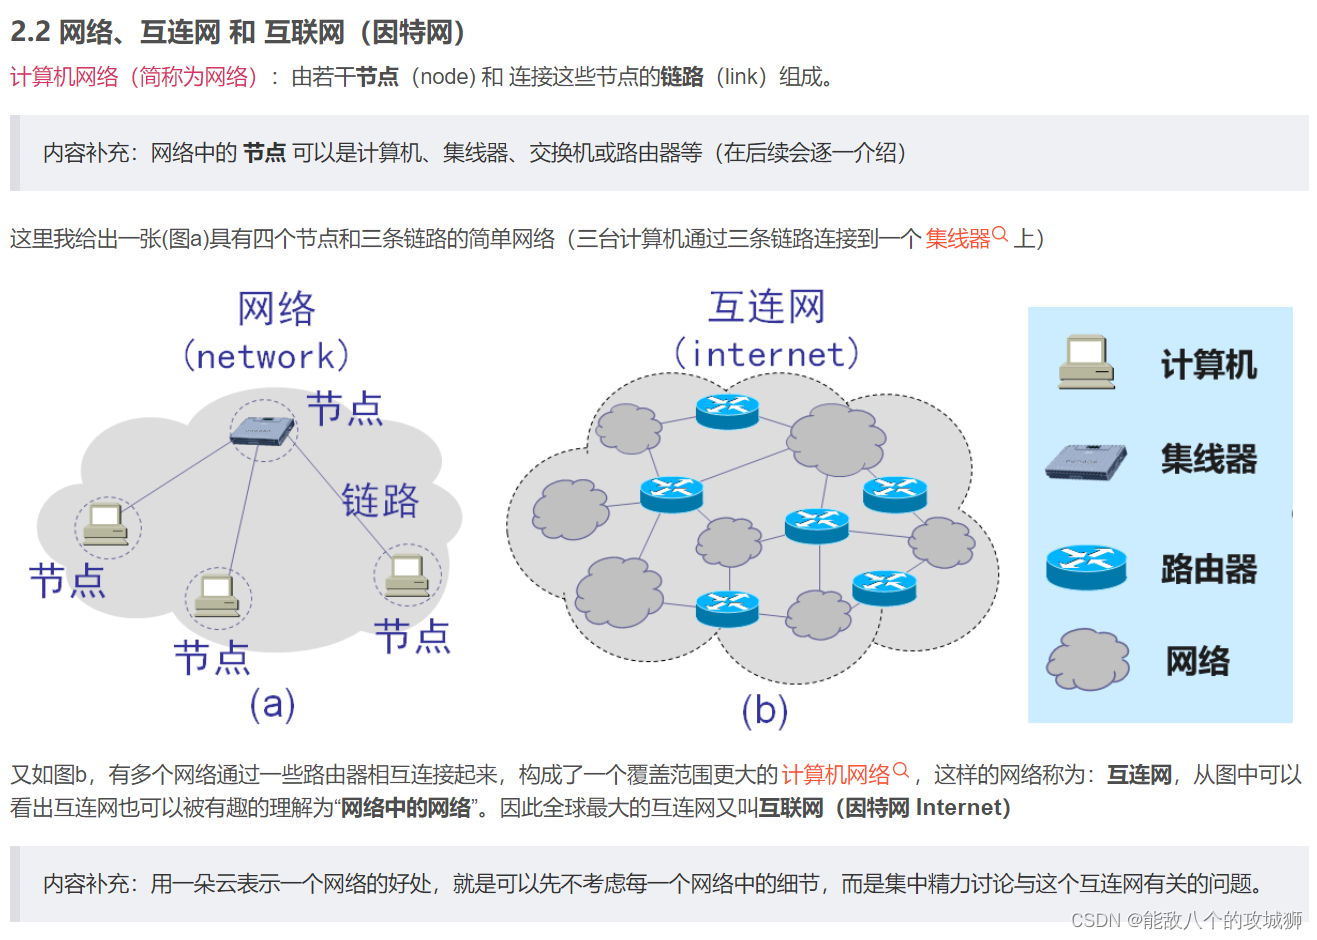 2.2 网络、互连网 和 互联网（因特网）
计算机网络（简称为网络）：由若干节点（node) 和 连接这些节点的链路（link）组成。
内容补充：网络中的 节点 可以是计算机、集线器、交换机或路由器等（在后续会逐一介绍）
这里我给出一张(图a)具有四个节点和三条链路的简单网络（三台计算机通过三条链路连接到一个 集线器 上）
网络
(network)
节点
链路
节点
节点
节点
(a)
互连网
(internet)
(b)
计算机
集线器
路由器
网络
又如图b，有多个网络通过一些路由器相互连接起来，构成了一个覆盖范围更大的 计算机网络 ，这样的网络称为：互连网，从图中可以
看出互连网也可以被有趣的理解为“网络中的网络”。因此全球最大的互连网又叫互联网（因特网 Internet）
内容补充：用一朵云表示一个网络的好处，就是可以先不考虑每一个网络中的细节，而是集中精力讨论与这个互连网有关的问题。
CSDN @能敌八个的攻城狮